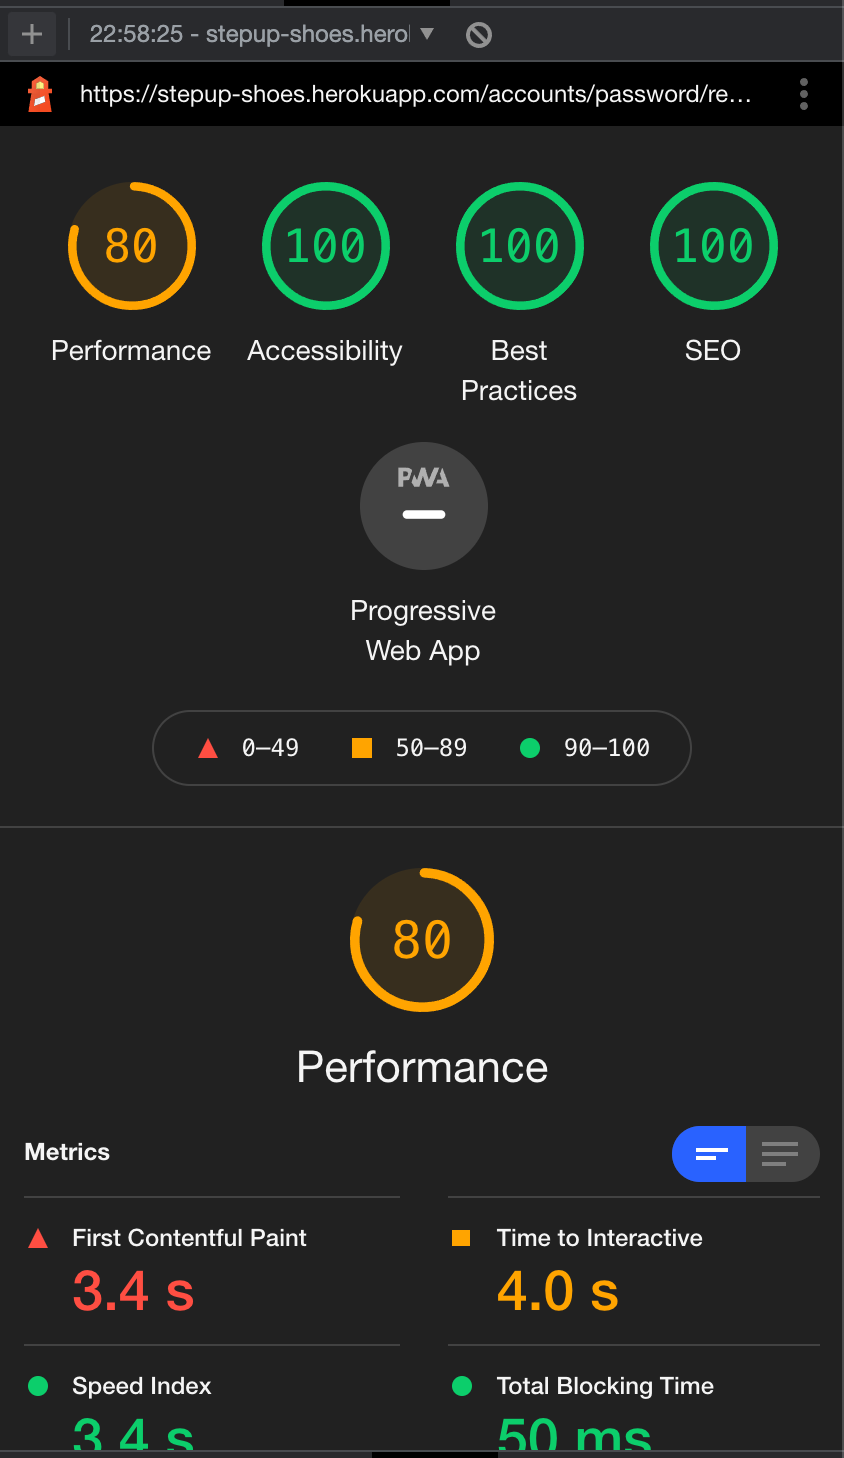 22:58:25 - stepup-shoes.hero
https://stepup-shoes.herokuapp.com/accounts/password/re…
80
100
100
100
Performance
Accessibility
Best
Practices
SEO
PWA
Progressive
Web App
0–49
50–89
90–100
80
Performance
Metrics
First Contentful Paint
3.4 s
Time to Interactive
4.0 s
Speed Index
3.4 s
Total Blocking Time
50 ms